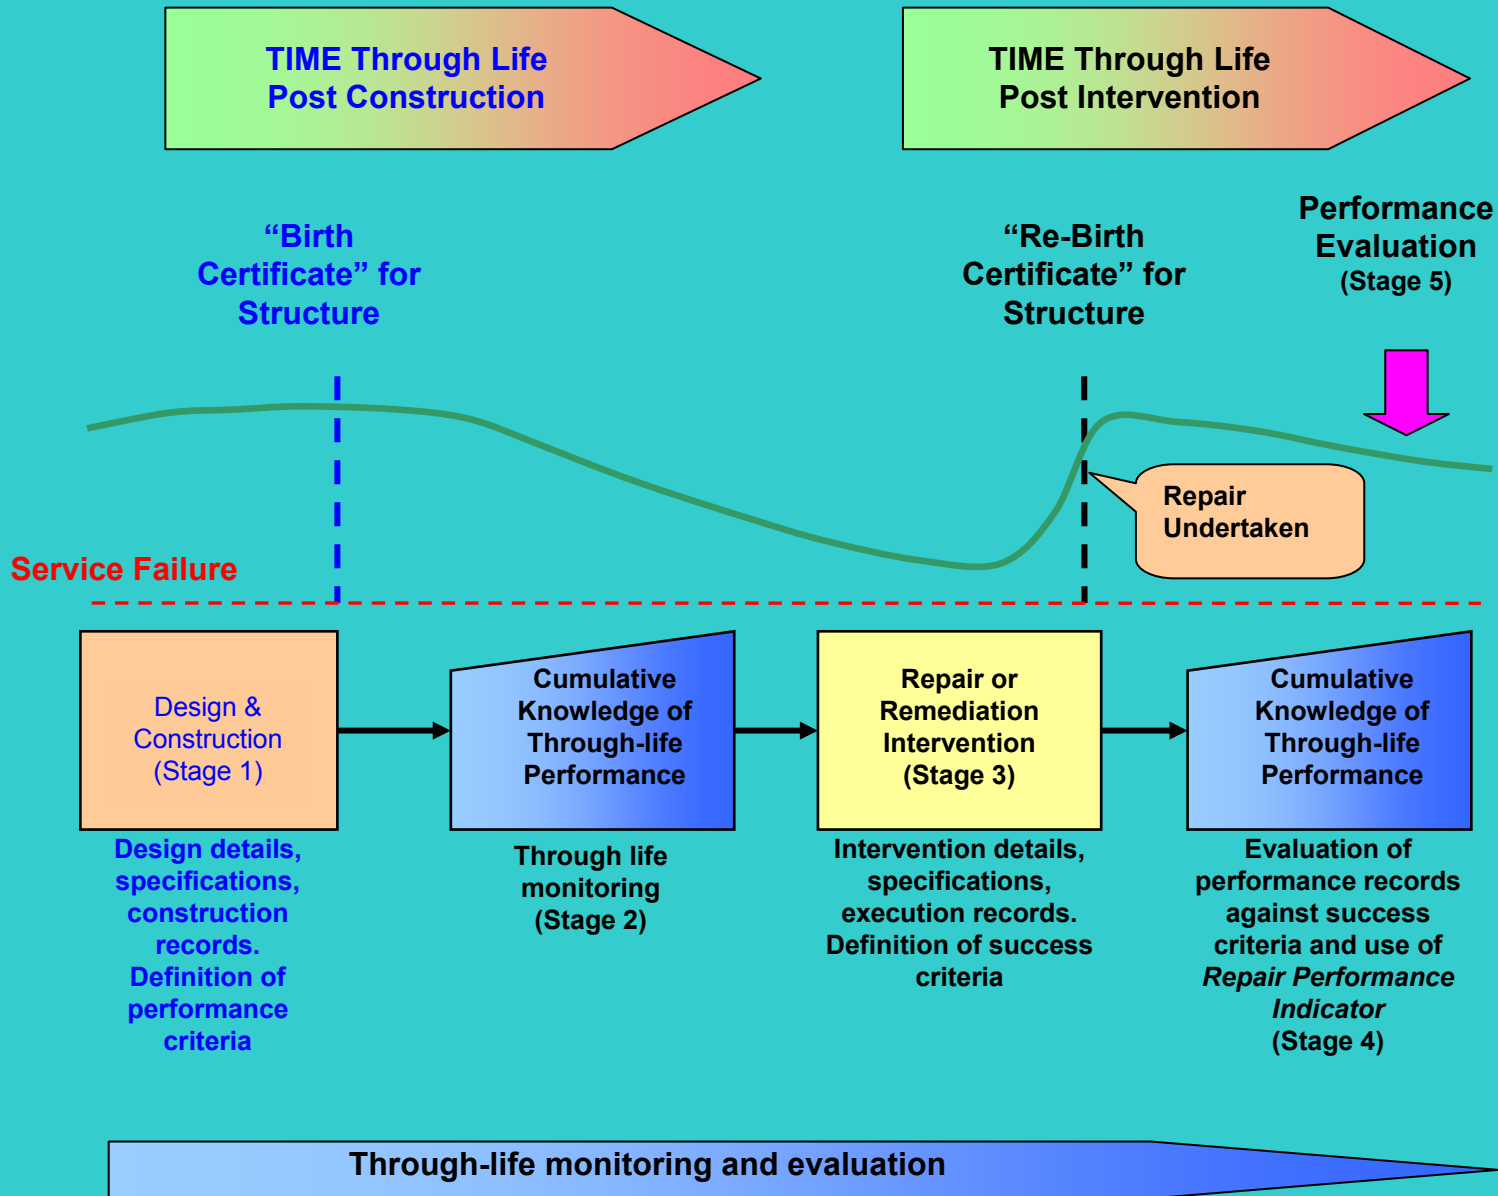 TIME Through Life
Post Construction
TIME Through Life
Post Intervention
“Birth
Certificate” for
Structure
“Re-Birth
Certificate” for
Structure
Performance
Evaluation
(Stage 5)
Repair
Undertaken
Service Failure
Design &
Construction
(Stage 1)
Cumulative
Knowledge of
Through-life
Performance
Repair or
Remediation
Intervention
(Stage 3)
Cumulative
Knowledge of
Through-life
Performance
Design details,
specifications,
construction
records.
Definition of
performance
criteria
Through life
monitoring
(Stage 2)
Intervention details,
specifications,
execution records.
Definition of success
criteria
Evaluation of
performance records
against success
criteria and use of
Repair Performance
Indicator
(Stage 4)
Through-life monitoring and evaluation